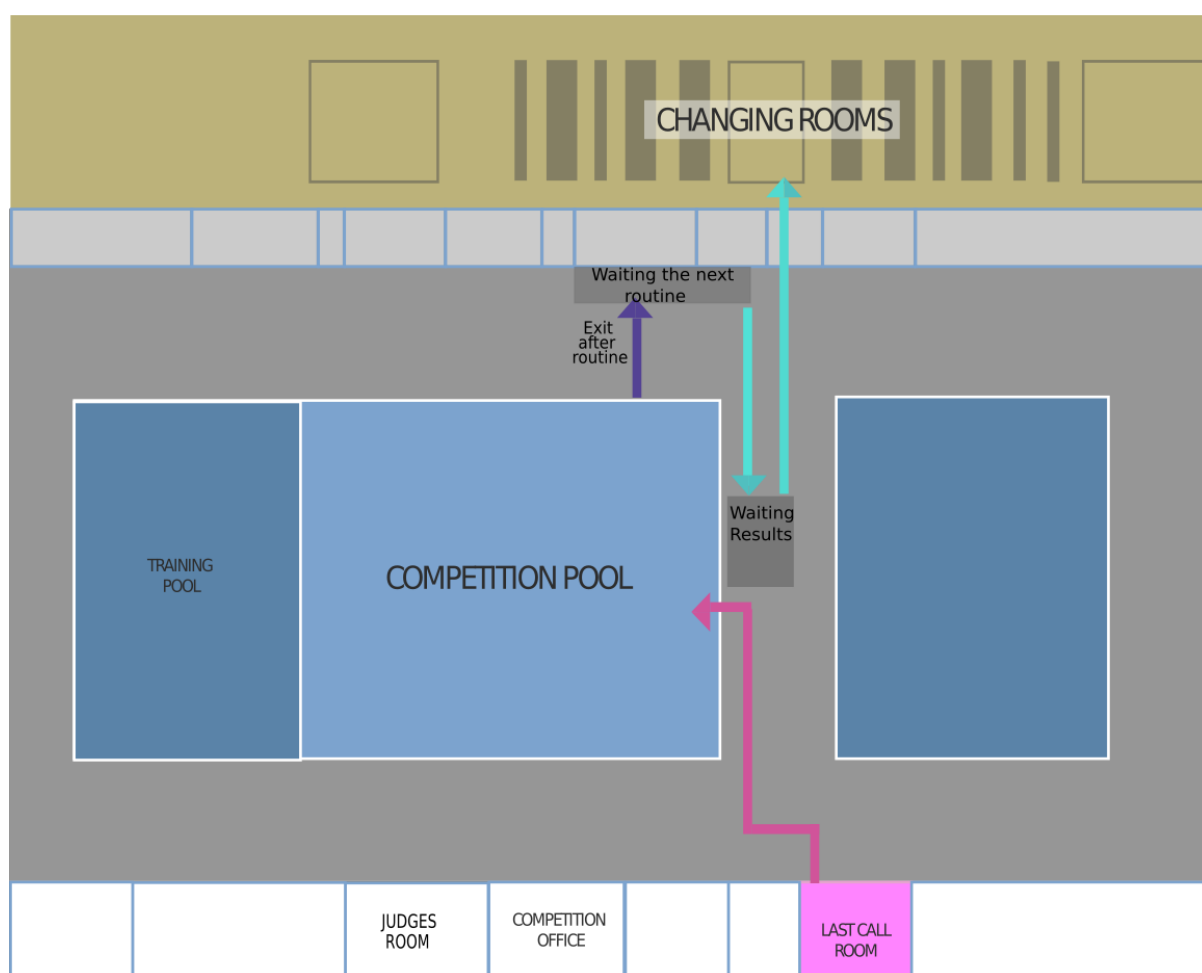 CHANGING ROOMS
Waiting the next
routine
Exit
after
routine
Waiting
Results
TRAINING
POOL
COMPETITION POOL
JUDGES
ROOM
COMPETITION
OFFICE
LAST CALL
ROOM